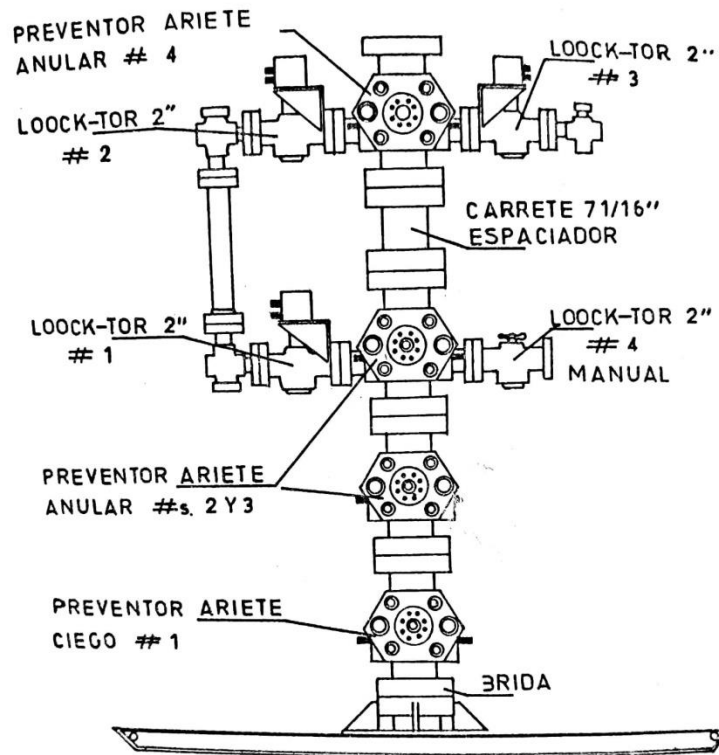 PREVENTOR ARIETE
ANULAR # 4
LOOCK-TOR 2"
# 3
LOOCK-TOR 2"
# 2
CARRETE 71/16"
ESPACIADOR
LOOCK-TOR 2"
# 1
LOOCK-TOR 2"
# 4
MANUAL
PREVENTOR ARIETE
ANULAR #s. 2 Y 3
PREVENTOR ARIETE
CIEGO # 1
BRIDA